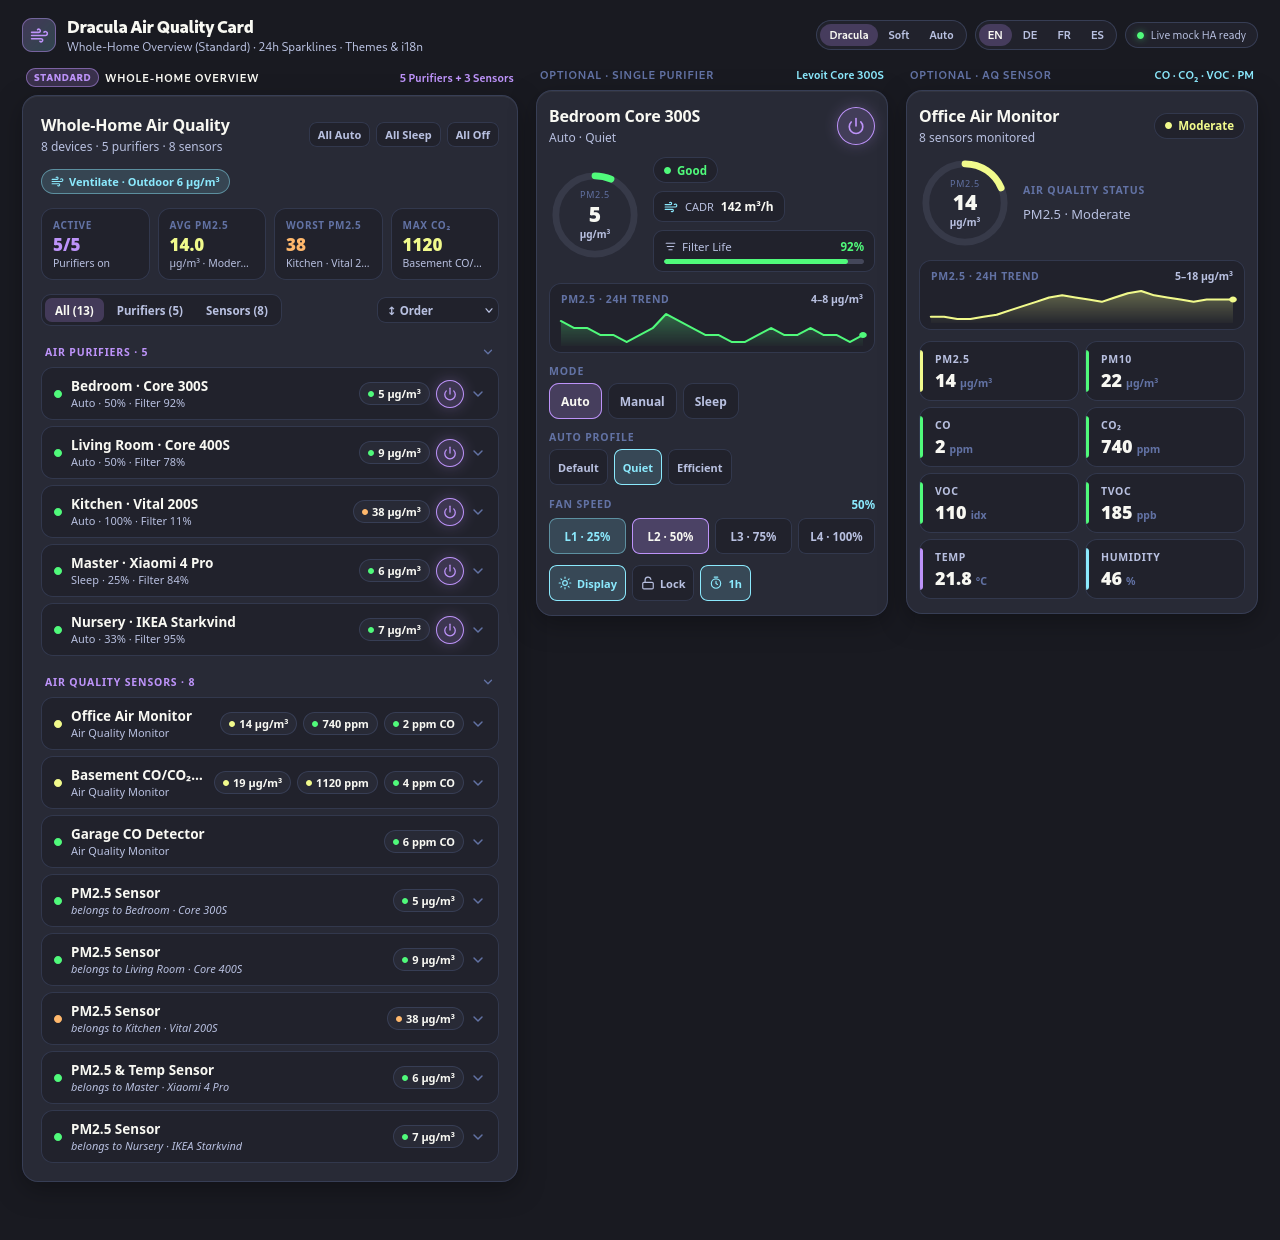 Dracula Air Quality Card
Whole-Home Overview (Standard) · 24h Sparklines · Themes & i18n
Dracula Soft Auto
EN DE FR ES
Live mock HA ready
STANDARD WHOLE-HOME OVERVIEW
5 Purifiers + 3 Sensors
Whole-Home Air Quality
8 devices · 5 purifiers · 8 sensors
All Auto All Sleep All Off
Ventilate · Outdoor 6 µg/m³
ACTIVE
5/5
Purifiers on
AVG PM2.5
14.0
µg/m³ · Moder...
WORST PM2.5
38
Kitchen · Vital 2...
MAX CO₂
1120
Basement CO/...
All (13) Purifiers (5) Sensors (8)
↕ Order
AIR PURIFIERS · 5
Bedroom · Core 300S
Auto · 50% · Filter 92%
5 µg/m³
Living Room · Core 400S
Auto · 50% · Filter 78%
9 µg/m³
Kitchen · Vital 200S
Auto · 100% · Filter 11%
38 µg/m³
Master · Xiaomi 4 Pro
Sleep · 25% · Filter 84%
6 µg/m³
Nursery · IKEA Starkvind
Auto · 33% · Filter 95%
7 µg/m³
AIR QUALITY SENSORS · 8
Office Air Monitor
Air Quality Monitor
14 µg/m³ 740 ppm 2 ppm CO
Basement CO/CO₂...
Air Quality Monitor
19 µg/m³ 1120 ppm 4 ppm CO
Garage CO Detector
Air Quality Monitor
6 ppm CO
PM2.5 Sensor
belongs to Bedroom · Core 300S
5 µg/m³
PM2.5 Sensor
belongs to Living Room · Core 400S
9 µg/m³
PM2.5 Sensor
belongs to Kitchen · Vital 200S
38 µg/m³
PM2.5 & Temp Sensor
belongs to Master · Xiaomi 4 Pro
6 µg/m³
PM2.5 Sensor
belongs to Nursery · IKEA Starkvind
7 µg/m³
OPTIONAL · SINGLE PURIFIER
Levoit Core 300S
Bedroom Core 300S
Auto · Quiet
PM2.5
5
µg/m³
Good
CADR 142 m³/h
Filter Life 92%
PM2.5 · 24H TREND
4–8 µg/m³
MODE
Auto Manual Sleep
AUTO PROFILE
Default Quiet Efficient
FAN SPEED 50%
L1 · 25% L2 · 50% L3 · 75% L4 · 100%
Display Lock 1h
OPTIONAL · AQ SENSOR
CO · CO₂ · VOC · PM
Office Air Monitor
8 sensors monitored
Moderate
PM2.5
14
µg/m³
AIR QUALITY STATUS
PM2.5 · Moderate
PM2.5 · 24H TREND
5–18 µg/m³
PM2.5
14 µg/m³
PM10
22 µg/m³
CO
2 ppm
CO₂
740 ppm
VOC
110 idx
TVOC
185 ppb
TEMP
21.8 °C
HUMIDITY
46 %